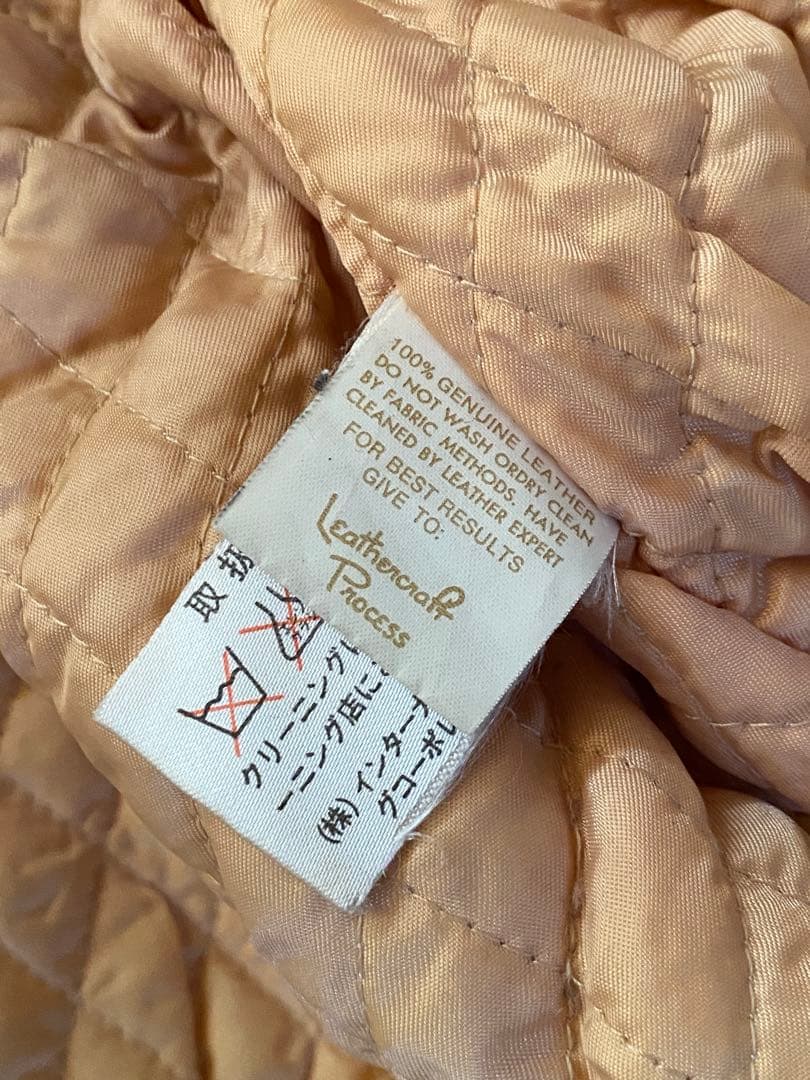 100% GENUINE LEATHER
DO NOT WASH ORDRY CLEAN
BY FABRIC METHODS. HAVE
CLEANED BY LEATHER EXPERT
FOR BEST RESULTS
GIVE TO:
Leathercraft
Process
取扱
クリーニング
ーニング店に
(株)インター
グコーポレ